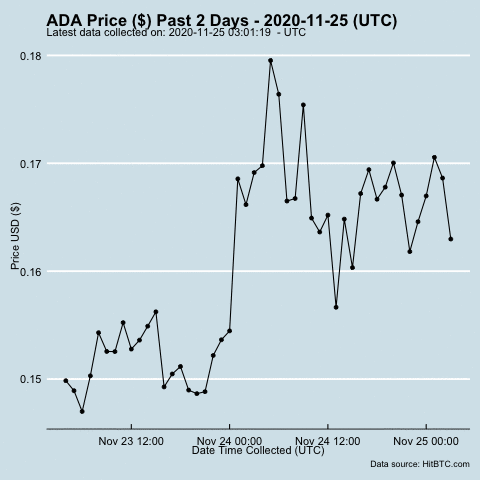 ADA Price ($) Past 2 Days - 2020-11-25 (UTC)
Latest data collected on: 2020-11-25 03:01:19 - UTC
0.18
0.17
0.16
0.15
Price USD ($)
Nov 23 12:00 Nov 24 00:00 Nov 24 12:00 Nov 25 00:00
Date Time Collected (UTC)
Data source: HitBTC.com